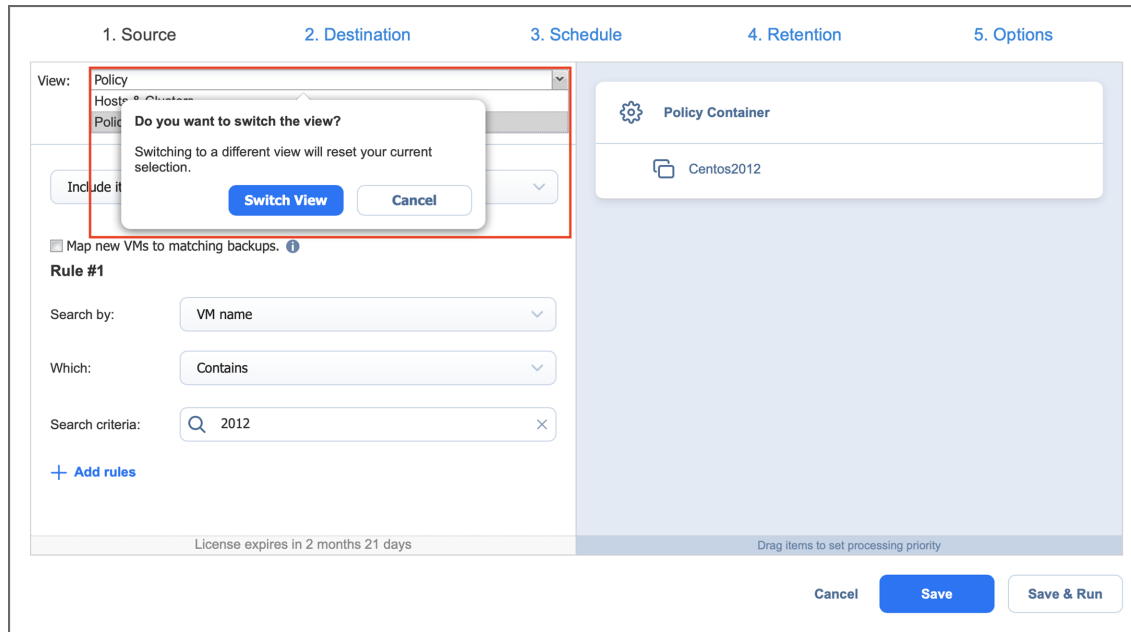 1. Source
2. Destination
3. Schedule
4. Retention
5. Options
View:
Policy
Hosts & Clusters
Do you want to switch the view?
Switching to a different view will reset your current
selection.
Switch View
Cancel
Include
Map new VMs to matching backups.
Rule #1
Search by:
VM name
Which:
Contains
Search criteria:
2012
Add rules
License expires in 2 months 21 days
Policy Container
Centos2012
Drag items to set processing priority
Cancel
Save
Save & Run